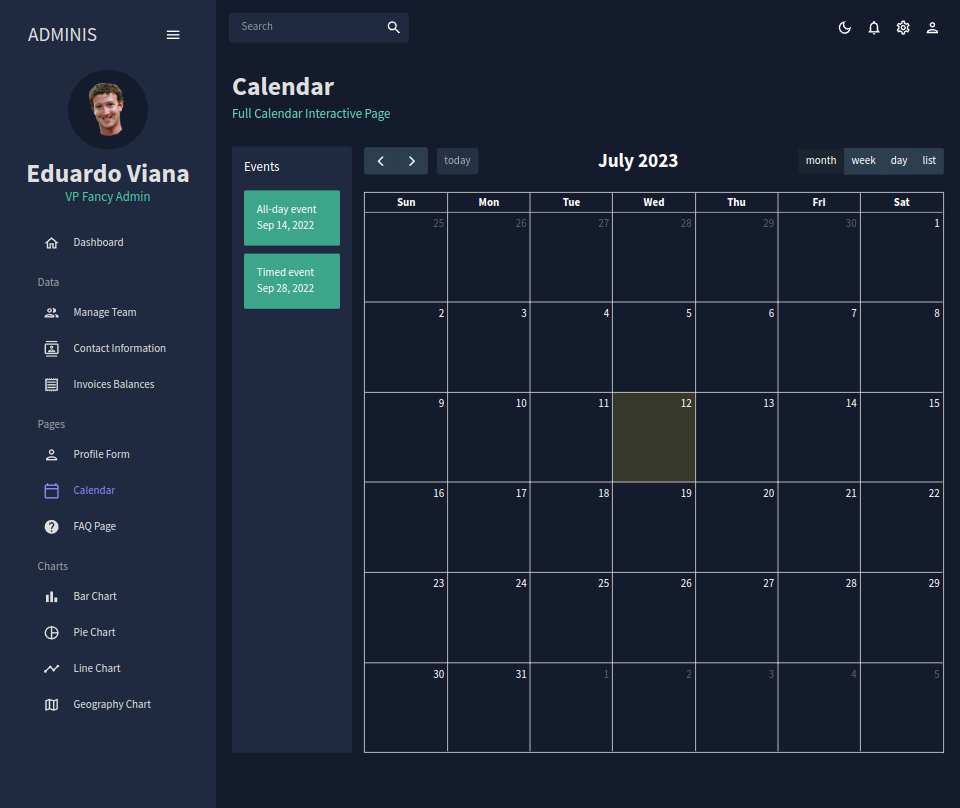 ADMINIS
Eduardo Viana
VP Fancy Admin
Dashboard
Data
Manage Team
Contact Information
Invoices Balances
Pages
Profile Form
Calendar
FAQ Page
Charts
Bar Chart
Pie Chart
Line Chart
Geography Chart
Search
Calendar
Full Calendar Interactive Page
Events
All-day event
Sep 14, 2022
Timed event
Sep 28, 2022
today
July 2023
month week day list
Sun Mon Tue Wed Thu Fri Sat
25 26 27 28 29 30 1
2 3 4 5 6 7 8
9 10 11 12 13 14 15
16 17 18 19 20 21 22
23 24 25 26 27 28 29
30 31 1 2 3 4 5